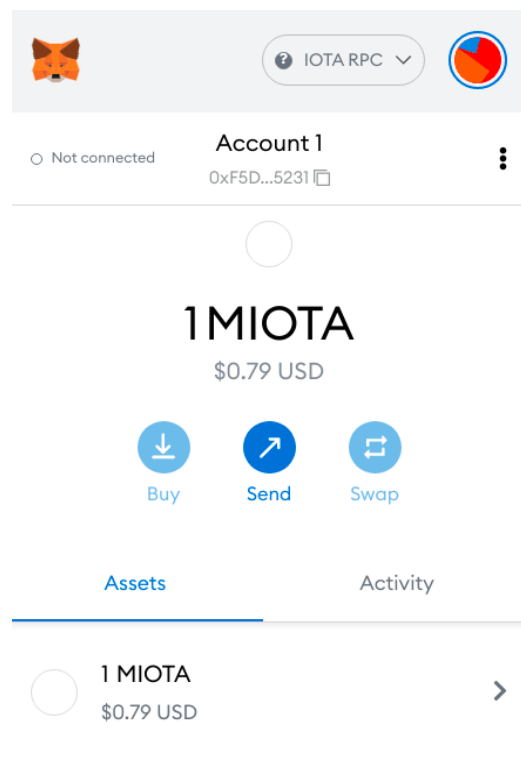 IOTA RPC
Not connected
Account 1
0xF5D...5231
1 MIOTA
$0.79 USD
Buy
Send
Swap
Assets
Activity
1 MIOTA
$0.79 USD